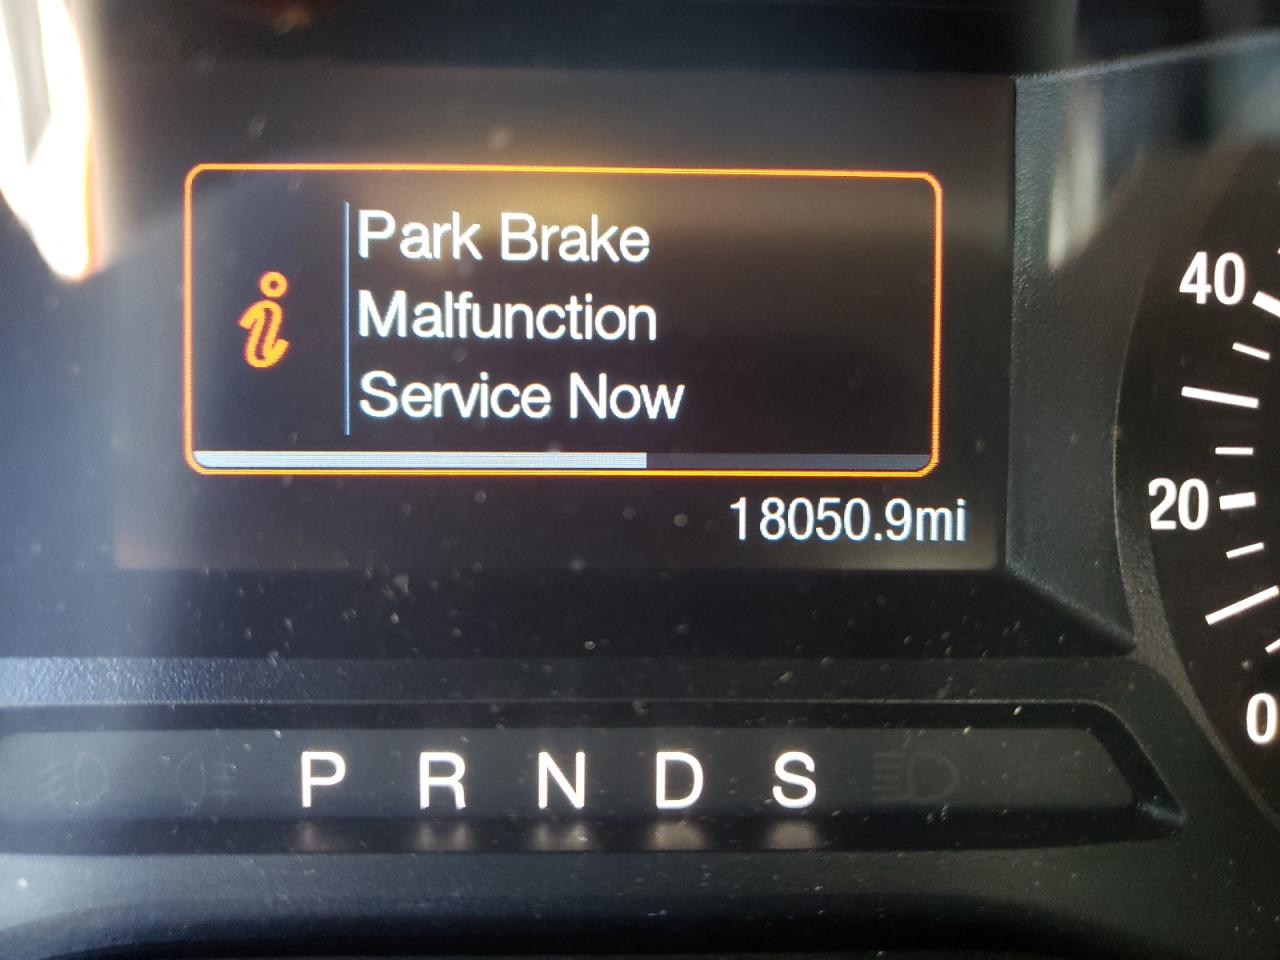 Park Brake
Malfunction
Service Now
18050.9mi
40
20
0
P R N D S